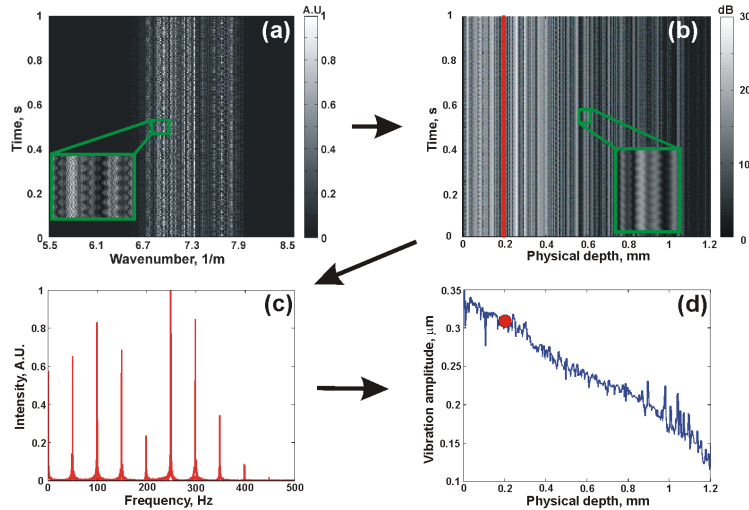 A.U.
(a)
1
0.8
0.6
0.4
0.2
0
Time, s
5.5 6.1 6.7 7.3 7.9 8.5
Wavenumber, 1/m
1
0.8
0.6
0.4
0.2
0
dB
(b)
1
0.8
0.6
0.4
0.2
0
Time, s
0 0.2 0.4 0.6 0.8 1 1.2
Physical depth, mm
30
20
10
0
(c)
1
0.8
0.6
0.4
0.2
0
Intensity, A.U.
0 100 200 300 400 500
Frequency, Hz
(d)
0.35
0.3
0.25
0.2
0.15
0.1
Vibration amplitude, μm
0 0.2 0.4 0.6 0.8 1 1.2
Physical depth, mm